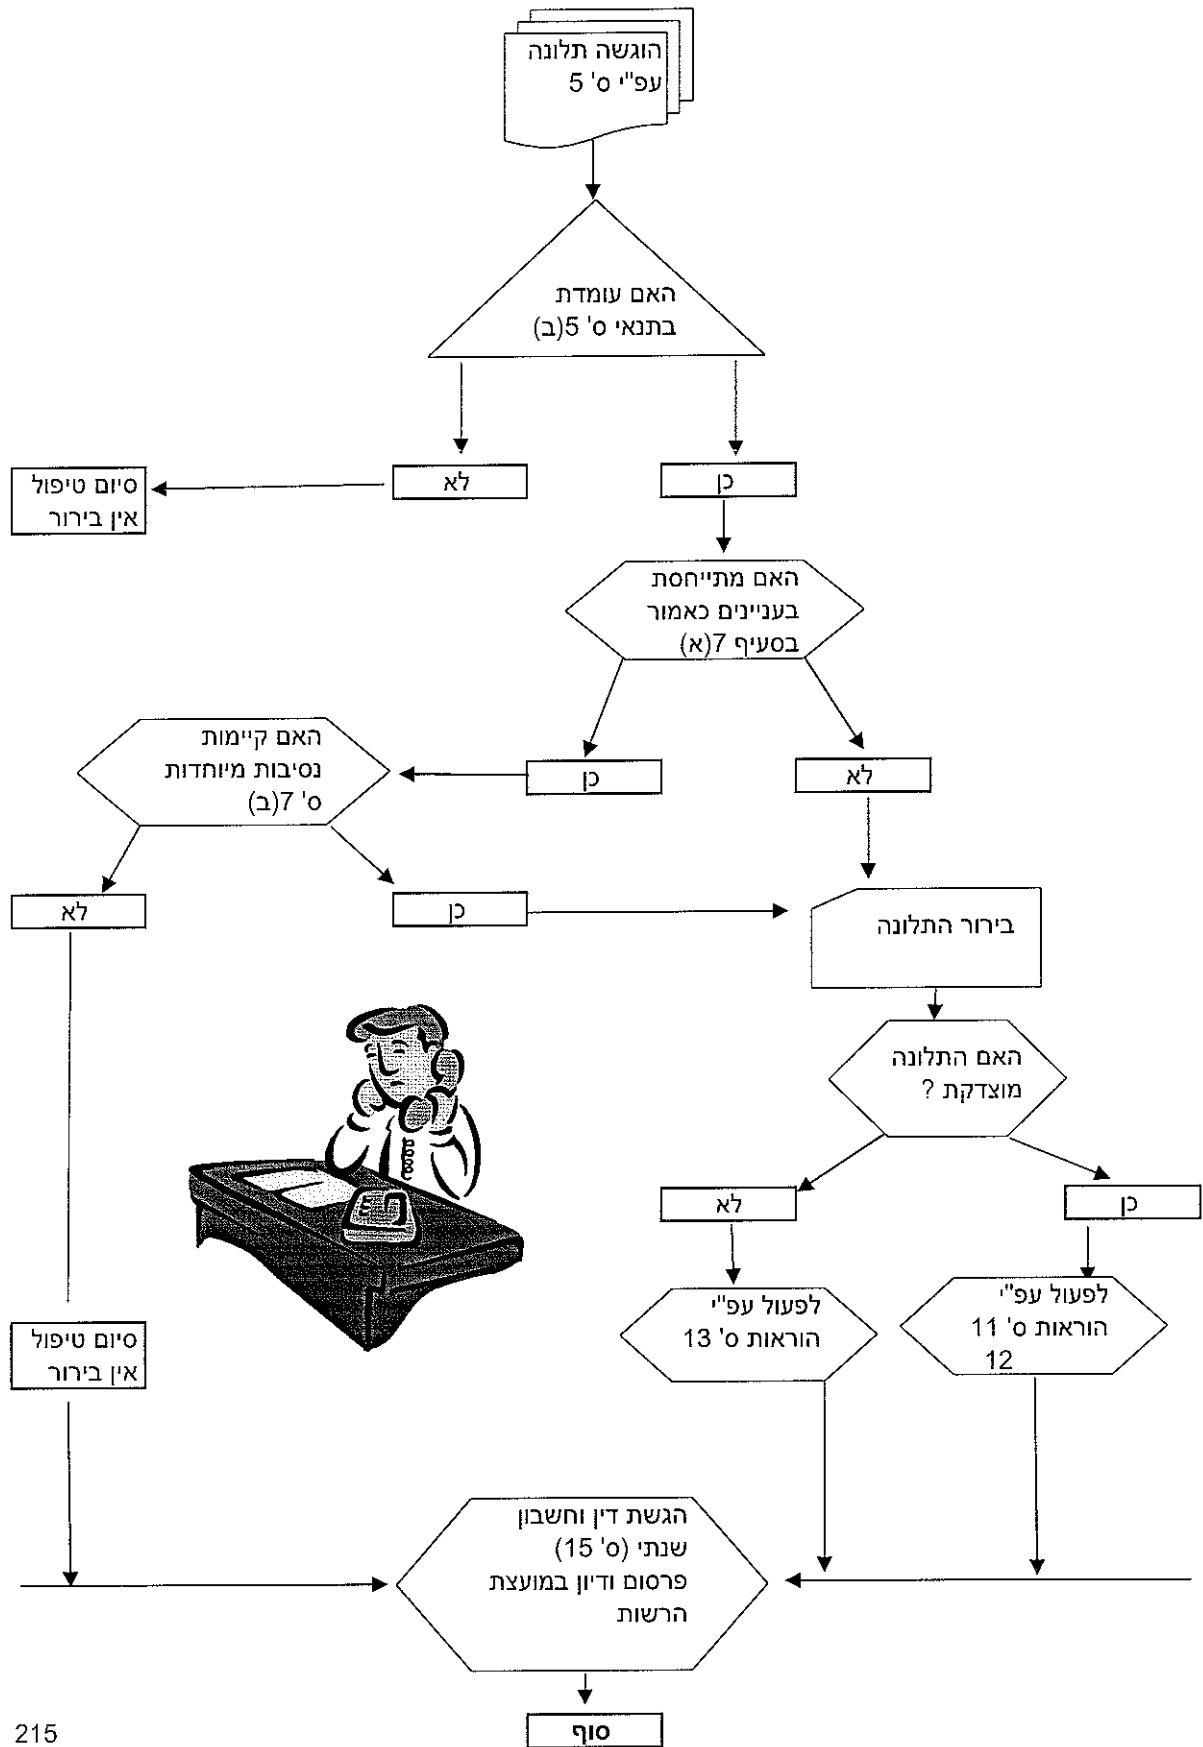 הוגשה תלונה
עפ"י ס' 5
האם עומדת
בתנאי ס' 5(ב)
כן
לא
סיום טיפול
אין בירור
האם מתייחסת
בעניינים כאמור
בסעיף 7(א)
לא
כן
האם קיימות
נסיבות מיוחדות
ס' 7(ב)
כן
לא
בירור התלונה
האם התלונה
מוצדקת ?
כן
לא
לפעול עפ"י
הוראות ס' 11
12
לפעול עפ"י
הוראות ס' 13
סיום טיפול
אין בירור
הגשת דין וחשבון
שנתי (ס' 15)
פרסום ודיון במועצת
הרשות
סוף
215